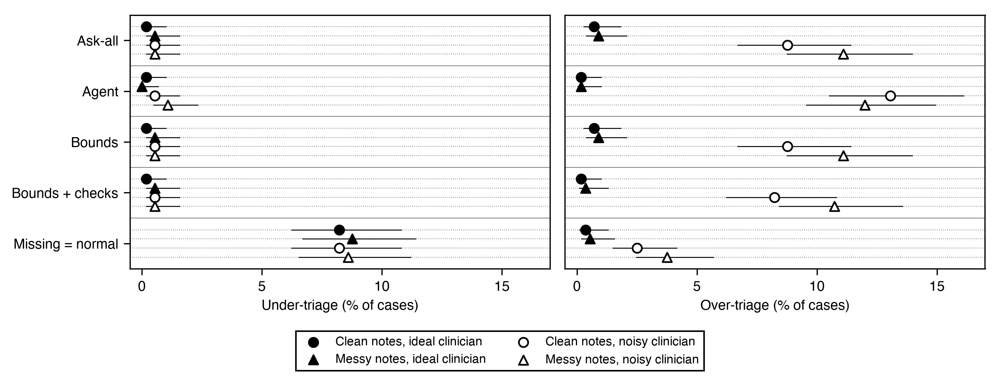 Ask-all
Agent
Bounds
Bounds + checks
Missing = normal
0 5 10 15
0 5 10 15
Under-triage (% of cases)
Over-triage (% of cases)
Clean notes, ideal clinician
Clean notes, noisy clinician
Messy notes, ideal clinician
Messy notes, noisy clinician